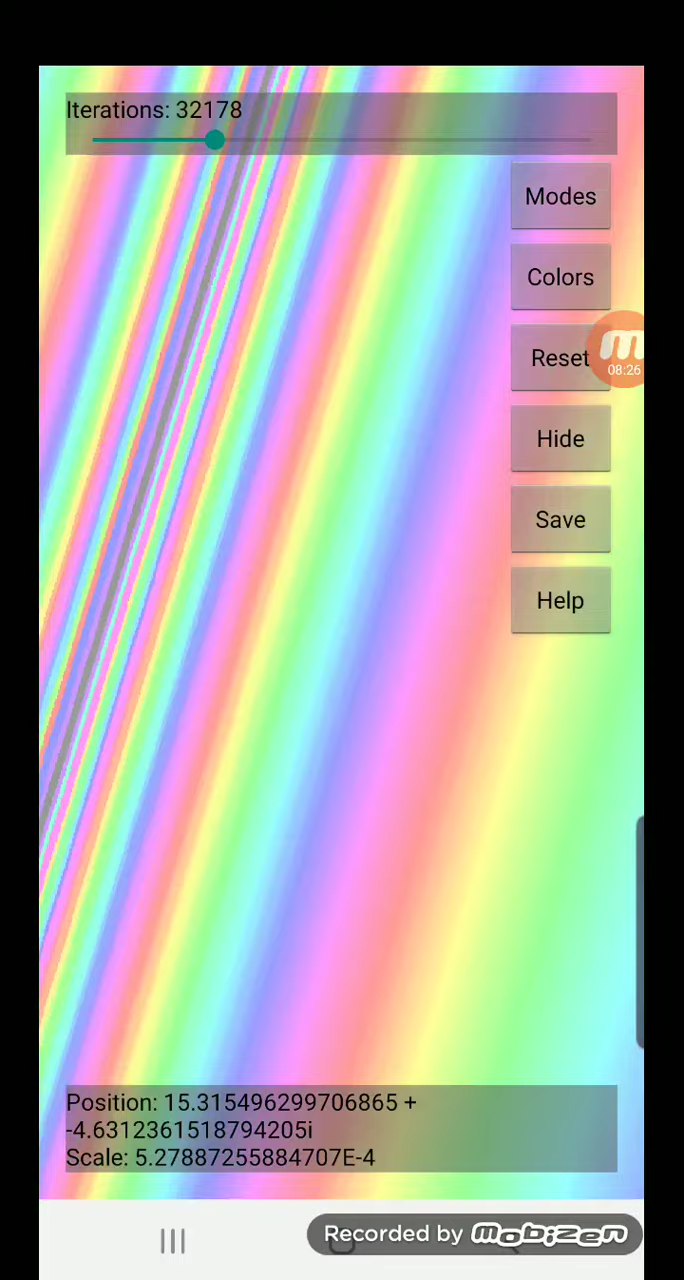 Iterations: 32178
Modes
Colors
Reset
08:26
Hide
Save
Help
Position: 15.315496299706865 +
-4.6312361518794205i
Scale: 5.27887255884707E-4
Recorded by mobizen